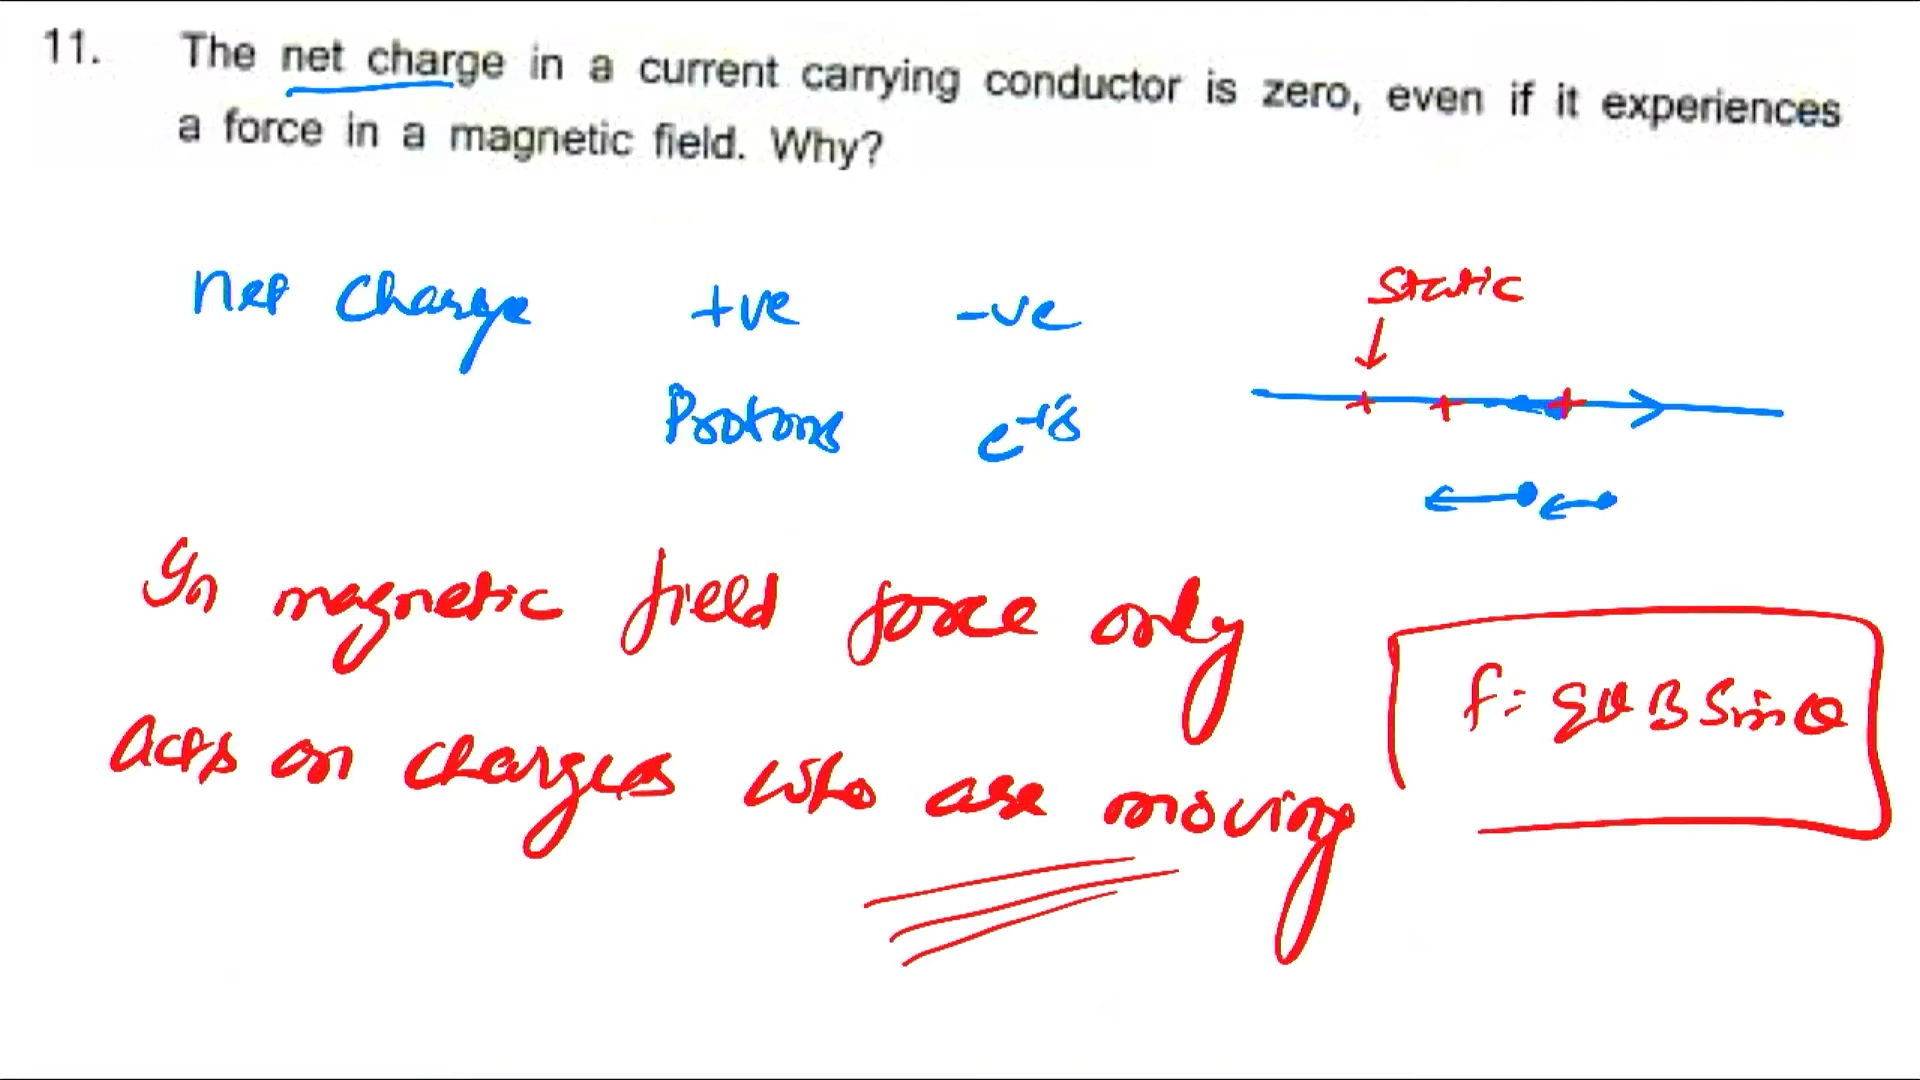 11. The net charge in a current carrying conductor is zero, even if it experiences
a force in a magnetic field. Why?
net charge +ve -ve
static
Protons e-'s
In magnetic field force only
acts on charges who are moving
f = qvB sinθ